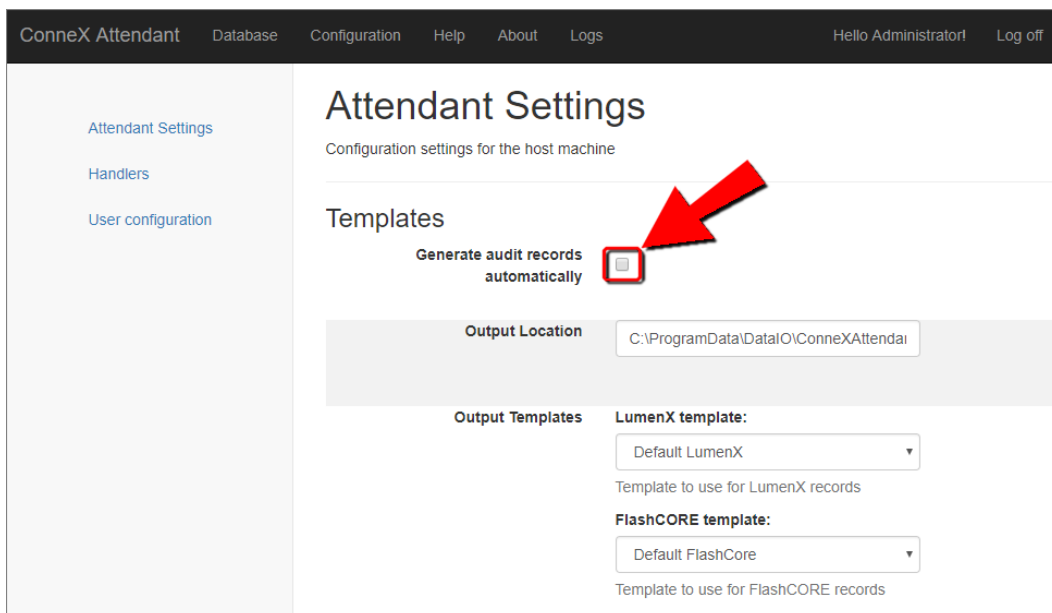 ConneX Attendant Database Configuration Help About Logs Hello Administrator! Log off
Attendant Settings
Handlers
User configuration
Attendant Settings
Configuration settings for the host machine
Templates
Generate audit records
automatically
Output Location
C:\ProgramData\DataIO\ConneXAttendar
Output Templates
LumenX template:
Default LumenX
Template to use for LumenX records
FlashCORE template:
Default FlashCore
Template to use for FlashCORE records